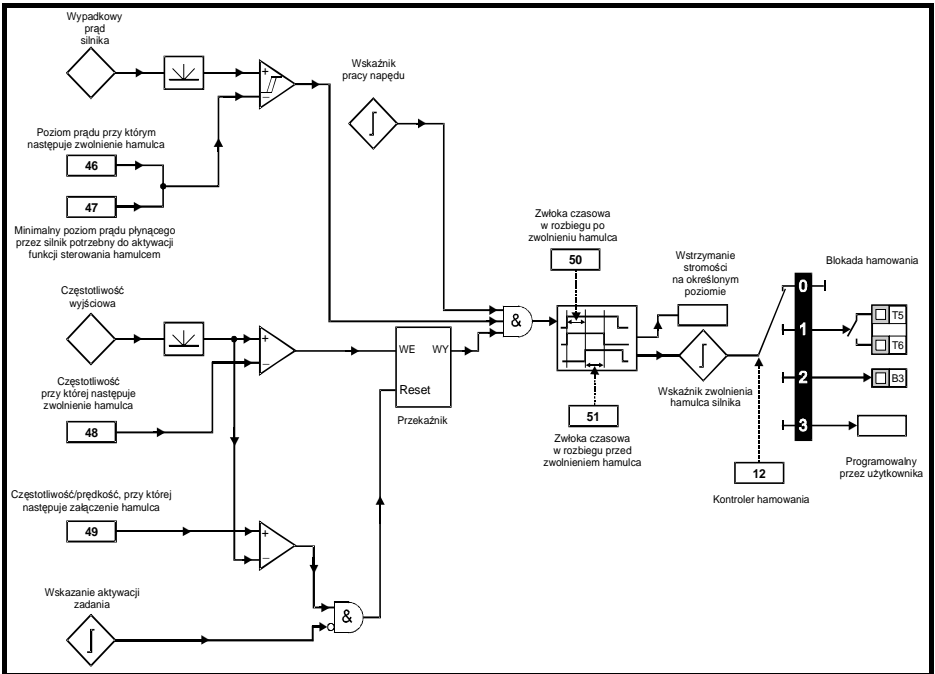 Wypadkowy
prąd
silnika
+
−
Wskaźnik
pracy napędu
Poziom prądu przy którym
następuje zwolnienie hamulca
46
47
Minimalny poziom prądu płynącego
przez silnik potrzebny do aktywacji
funkcji sterowania hamulcem
Zwłoka czasowa
w rozbiegu po
zwolnieniu hamulca
50
Wstrzymanie
stromości
na określonym
poziomie
Blokada hamowania
0
1
2
3
T5
T6
B3
Częstotliwość
wyjściowa
+
−
&
WE
WY
Reset
Przekaźnik
Wskaźnik zwolnienia
hamulca silnika
Częstotliwość
przy której następuje
zwolnienie hamulca
48
51
Zwłoka czasowa
w rozbiegu przed
zwolnieniem hamulca
12
Kontroler hamowania
Programowalny
przez użytkownika
Częstotliwość/prędkość, przy której
następuje załączenie hamulca
49
+
−
&
Wskazanie aktywacji
zadania